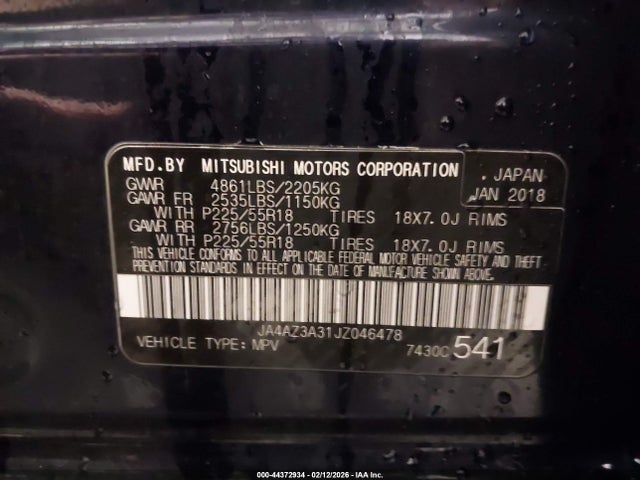 MFD.BY MITSUBISHI MOTORS CORPORATION , JAPAN
GWWR 4861LBS/2205KG JAN 2018
GAWR FR 2535LBS/1150KG
WITH P225/55R18 TIRES 18X7.0J RIMS
GAWR RR 2756LBS/1250KG
WITH P225/55R18 TIRES 18X7.0J RIMS
THIS VEHICLE CONFORMS TO ALL APPLICABLE FEDERAL MOTOR VEHICLE SAFETY AND THEFT
PREVENTION STANDARDS IN EFFECT ON THE DATE OF MANUFACTURE SHOWN ABOVE.
JA4AZ3A31JZ046478
VEHICLE TYPE: MPV 7430C 541
000-44372934 - 02/12/2026 - IAA Inc.